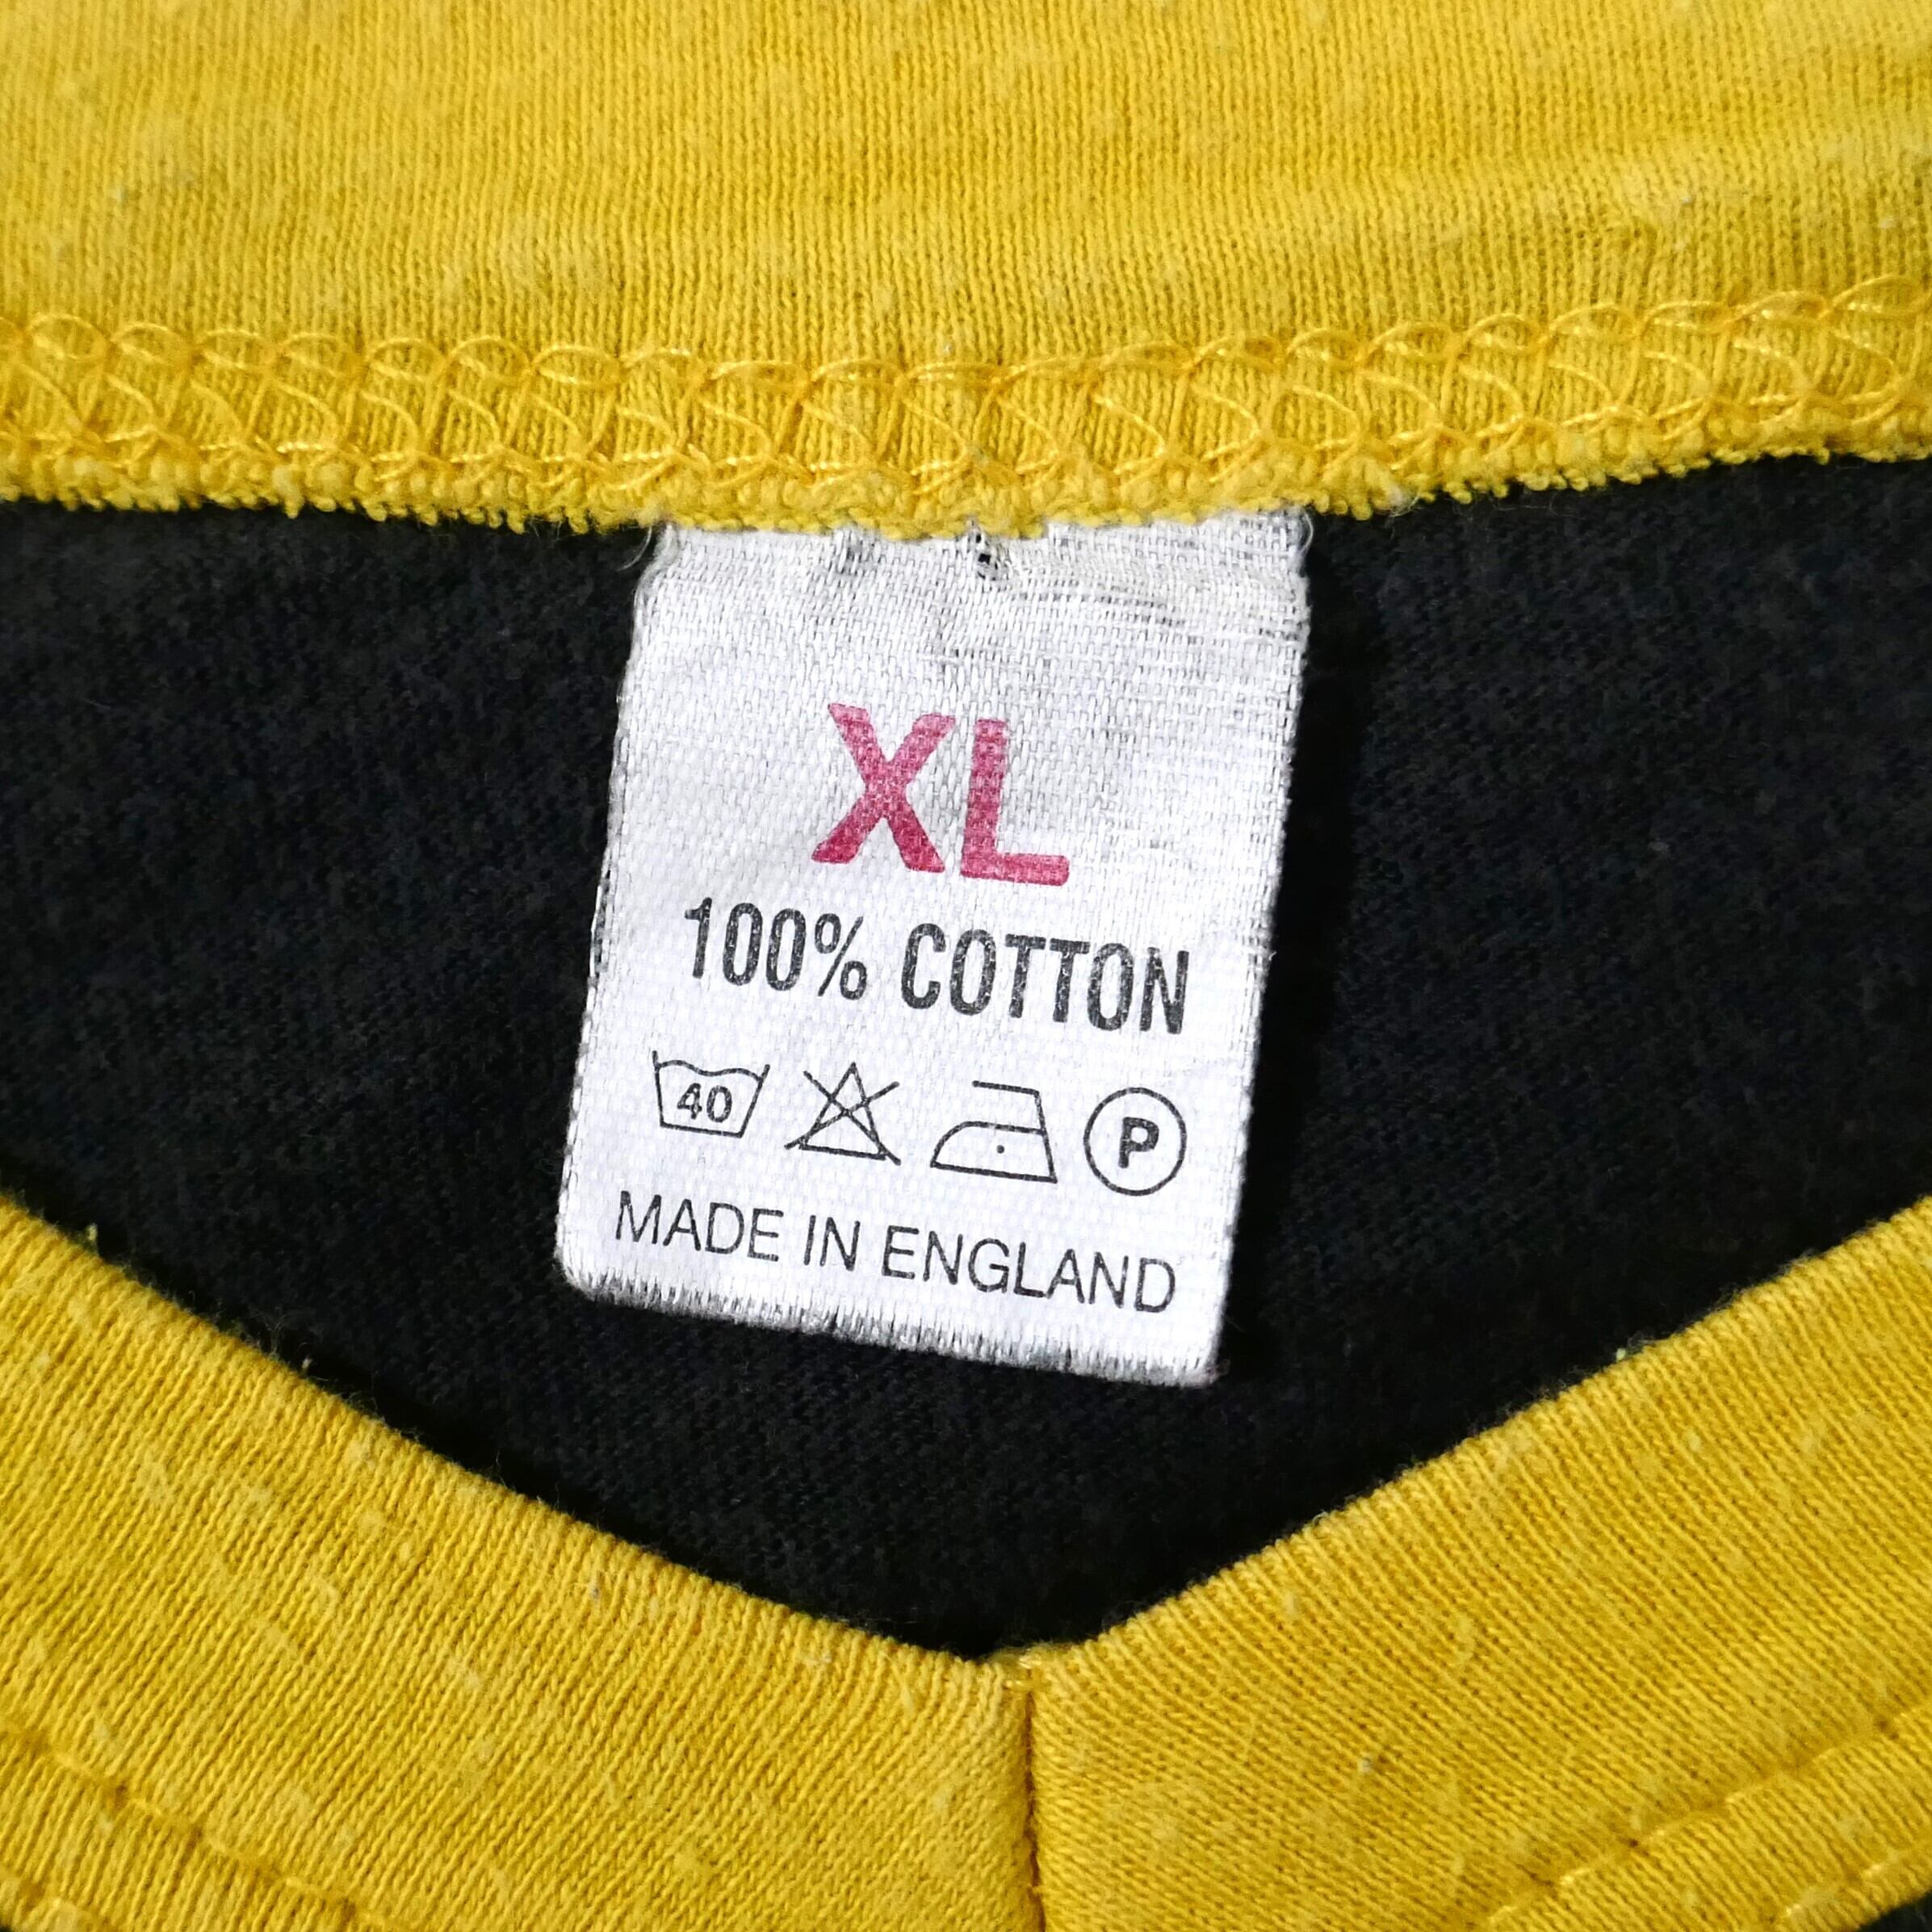 XL
100% COTTON
40 P
MADE IN ENGLAND